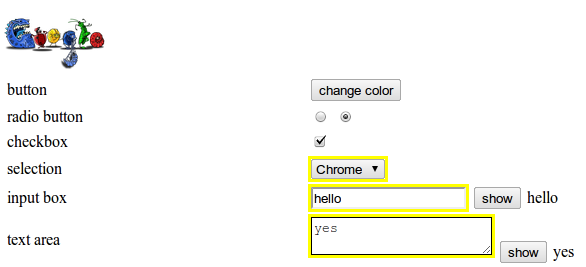 Google
button change color
radio button
checkbox
selection Chrome
input box hello show hello
text area yes show yes